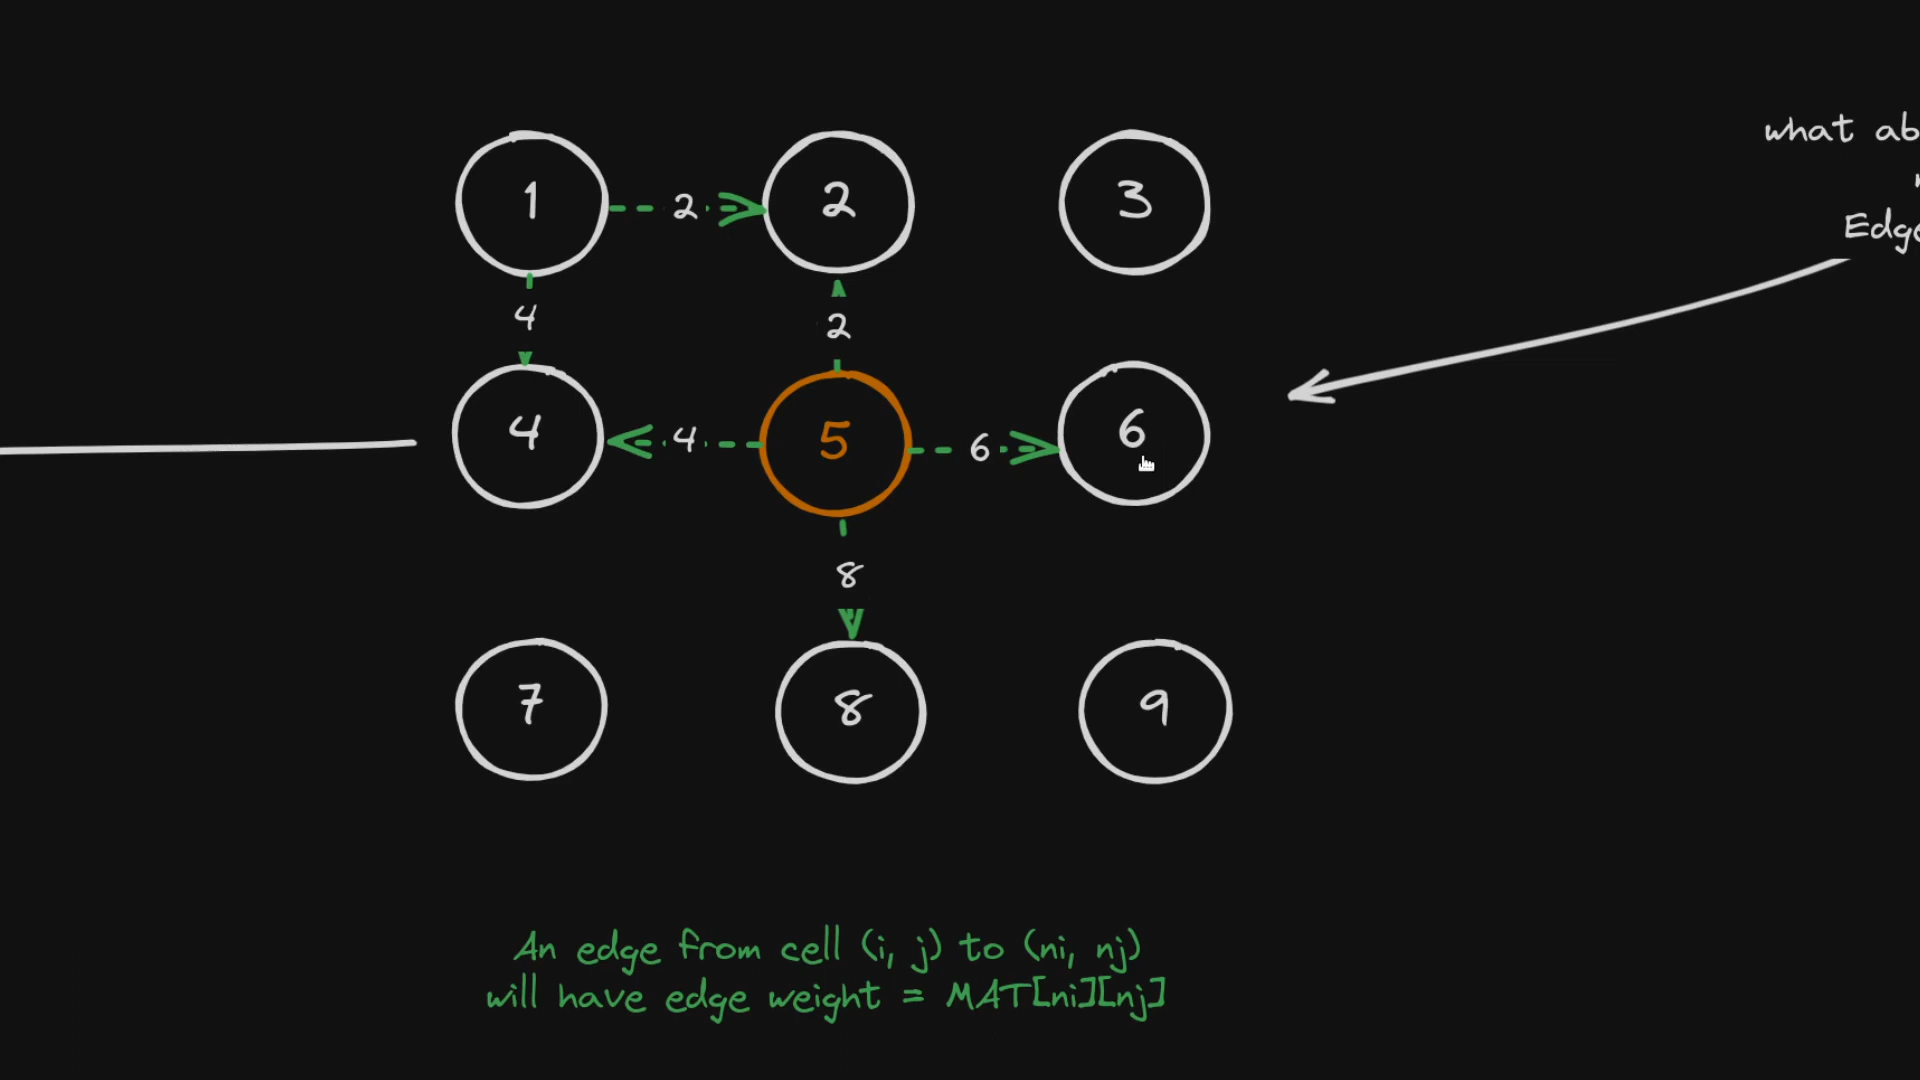 what ab
Edge
1 2 2 3
4 2
4 4 5 6 6
8
7 8 9
An edge from cell (i, j) to (ni, nj)
will have edge weight = MAT[ni][nj]